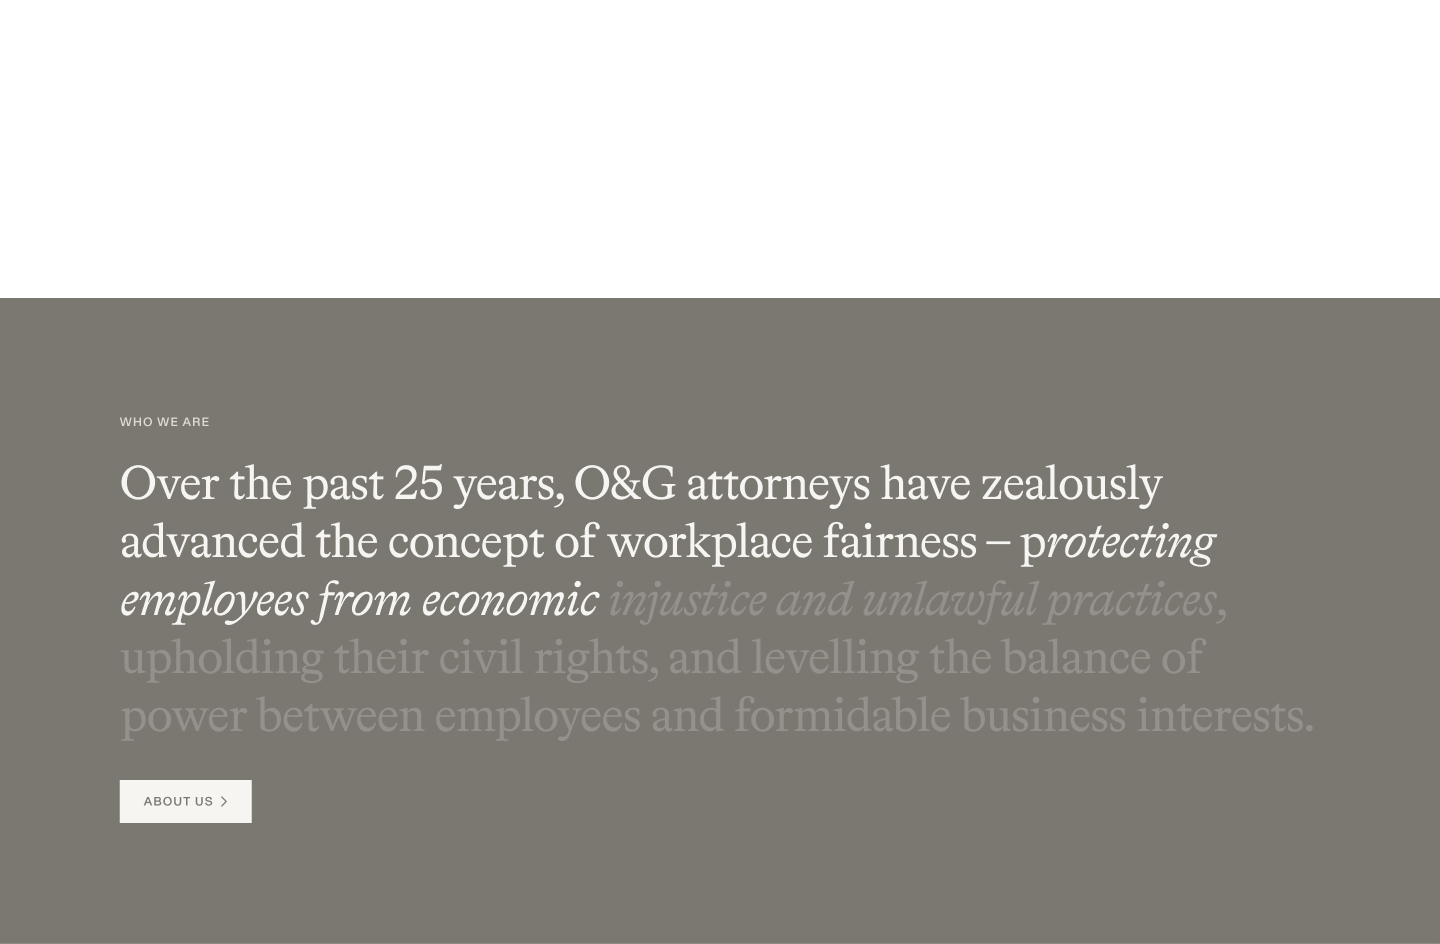 WHO WE ARE
Over the past 25 years, O&G attorneys have zealously
advanced the concept of workplace fairness – protecting
employees from economic injustice and unlawful practices,
upholding their civil rights, and levelling the balance of
power between employees and formidable business interests.
ABOUT US